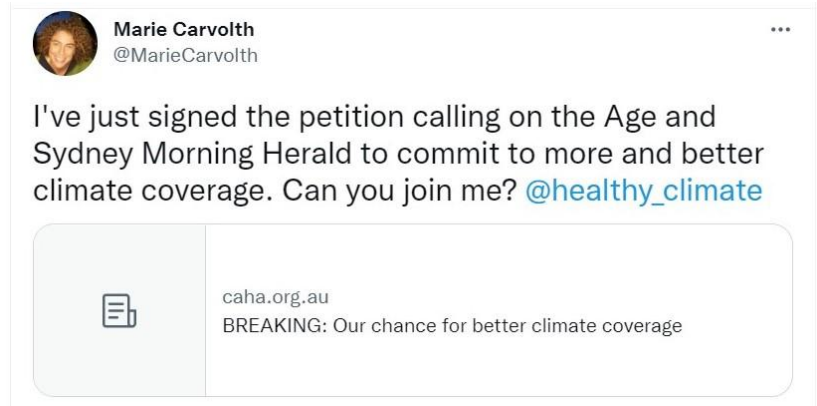 Marie Carvolth
@MarieCarvolth
I've just signed the petition calling on the Age and
Sydney Morning Herald to commit to more and better
climate coverage. Can you join me? @healthy_climate
caha.org.au
BREAKING: Our chance for better climate coverage